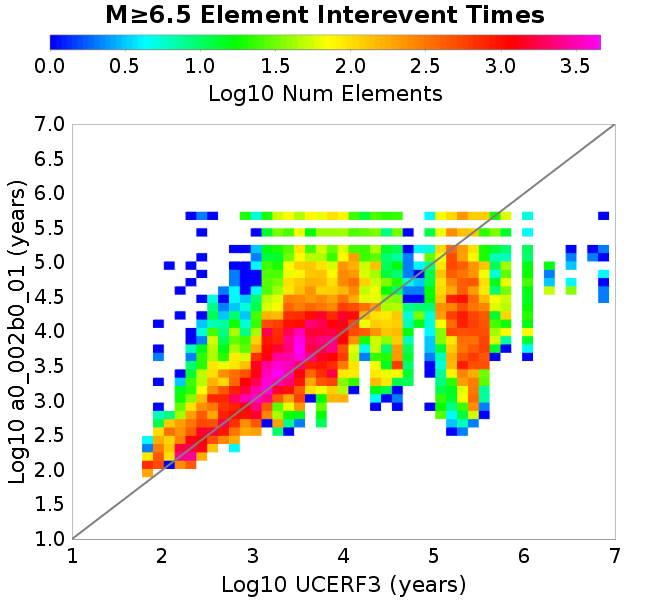 M≥6.5 Element Interevent Times
0.0 0.5 1.0 1.5 2.0 2.5 3.0 3.5
Log10 Num Elements
Log10 a0_002b0_01 (years)
7.0
6.5
6.0
5.5
5.0
4.5
4.0
3.5
3.0
2.5
2.0
1.5
1.0
1 2 3 4 5 6 7
Log10 UCERF3 (years)